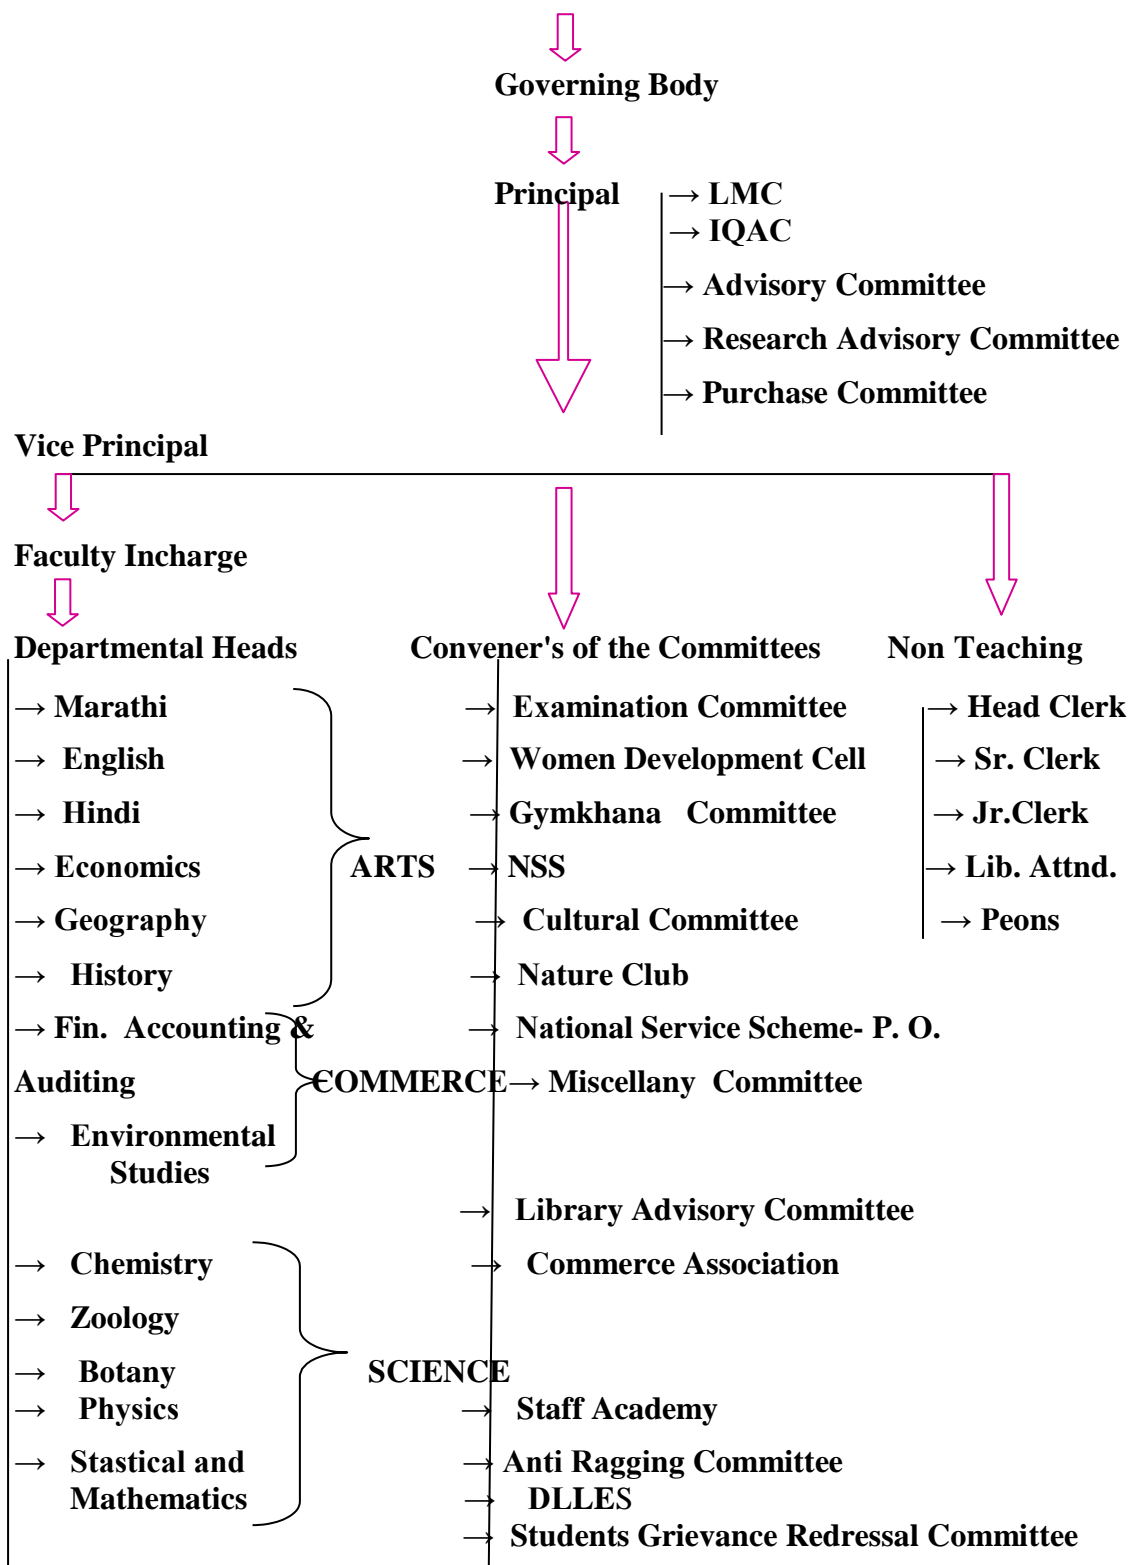 Governing Body
Principal
→ LMC
→ IQAC
→ Advisory Committee
→ Research Advisory Committee
→ Purchase Committee
Vice Principal
Faculty Incharge
Departmental Heads
→ Marathi
→ English
→ Hindi
→ Economics
→ Geography
→ History
ARTS
→ Fin. Accounting &
Auditing
→ Environmental
Studies
COMMERCE
→ Chemistry
→ Zoology
→ Botany
→ Physics
→ Stastical and
Mathematics
SCIENCE
Convener's of the Committees
→ Examination Committee
→ Women Development Cell
→ Gymkhana Committee
→ NSS
→ Cultural Committee
→ Nature Club
→ National Service Scheme- P. O.
→ Miscellany Committee
→ Library Advisory Committee
→ Commerce Association
→ Staff Academy
→ Anti Ragging Committee
→ DLLES
→ Students Grievance Redressal Committee
Non Teaching
→ Head Clerk
→ Sr. Clerk
→ Jr.Clerk
→ Lib. Attnd.
→ Peons